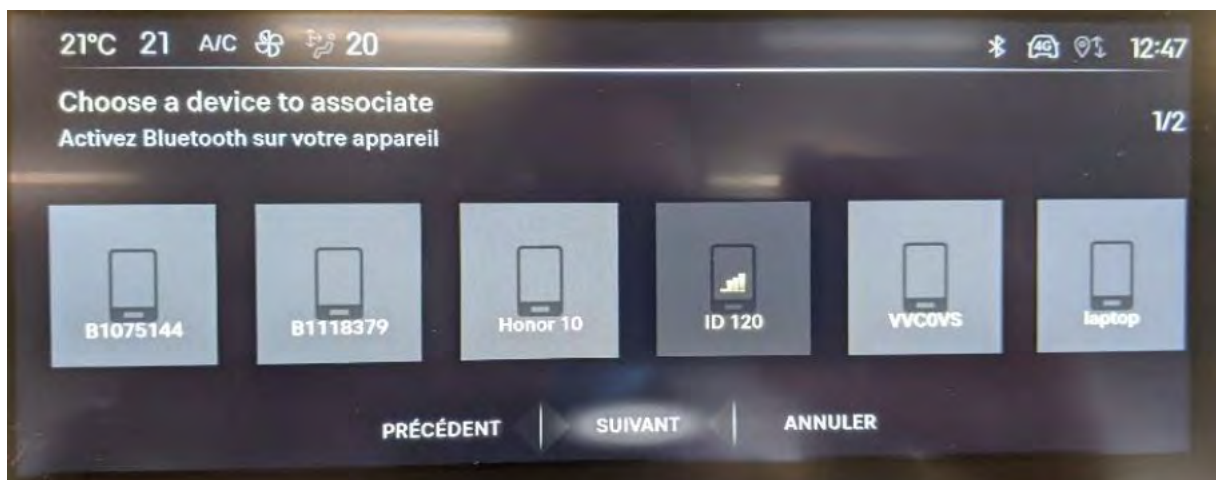 21°C 21 A/C 20 4G 12:47
Choose a device to associate
Activez Bluetooth sur votre appareil
1/2
B1075144 B1118379 Honor 10 ID 120 VVC0VS laptop
PRÉCÉDENT SUIVANT ANNULER